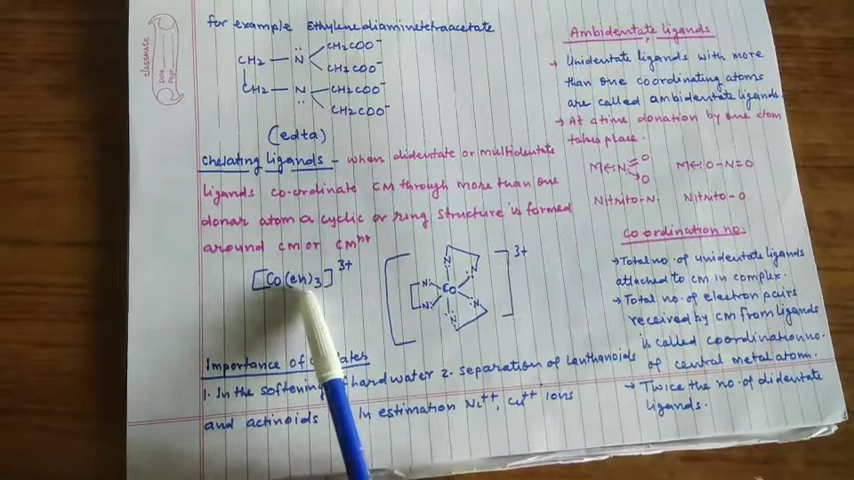 for example Ethylenediaminetetraacetate
CH2COO-
CH2 — N
CH2COO-
CH2 — N
CH2COO-
CH2COO-
(edta)
Chelating ligands - when didentate or multidentate
ligands co-ordinate CM through more than one
donar atom a cyclic or ring structure is formed
around CM or CMn+
[Co(en)3]3+
N N N Co N N N 3+
Importance of
1. In the softening of hard water 2. separation of lanthanoids
and actinoids In estimation Ni++, Cu++ ions
classmate
Date
Page
Ambidentate ligands
→ Unidentate ligands with more
than one coordinating atoms
are called ambidentate ligands
→ At a time donation by one atom
takes place.
M←N=O →O M←O-N=O
Nitrito-N. Nitrito-O
Co ordination no:
→ Total no. of unidentate ligands
attached to CM in complex.
→ Total no. of electron pairs
received by CM from ligands
is called coordination no.
of central metal atom.
→ Twice the no. of didentate
ligands.